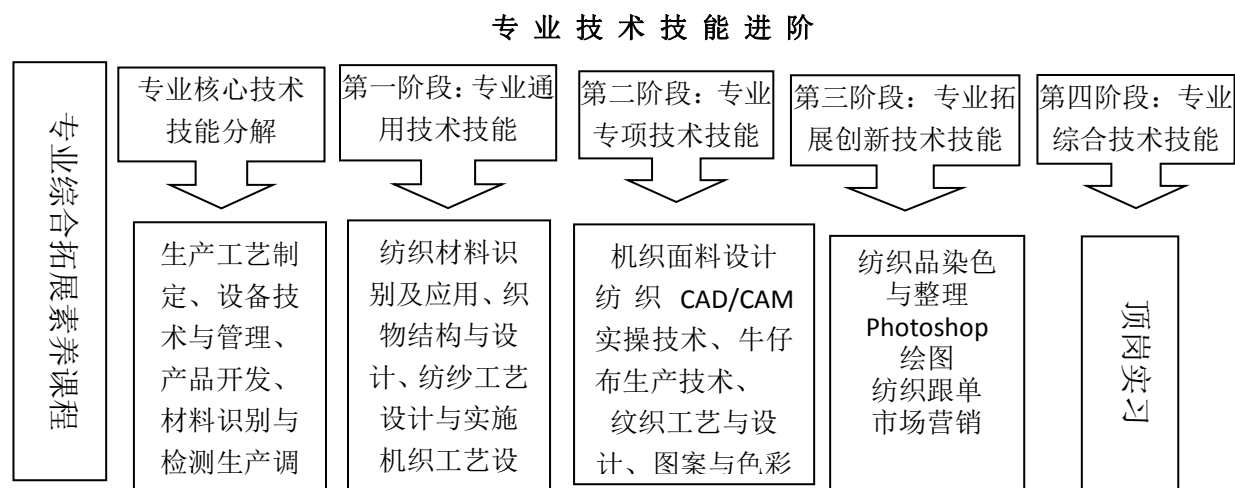 专业技术技能进阶
专业综合拓展素养课程
专业核心技术
技能分解
生产工艺制
定、设备技
术与管理、
产品开发、
材料识别与
检测生产调
第一阶段：专业通
用技术技能
纺织材料识
别及应用、织
物结构与设
计、纺纱工艺
设计与实施
机织工艺设
第二阶段：专业
专项技术技能
机织面料设计
纺织 CAD/CAM
实操技术、牛仔
布生产技术、
纹织工艺与设
计、图案与色彩
第三阶段：专业拓
展创新技术技能
纺织品染色
与整理
Photoshop
绘图
纺织跟单
市场营销
第四阶段：专业
综合技术技能
顶岗实习